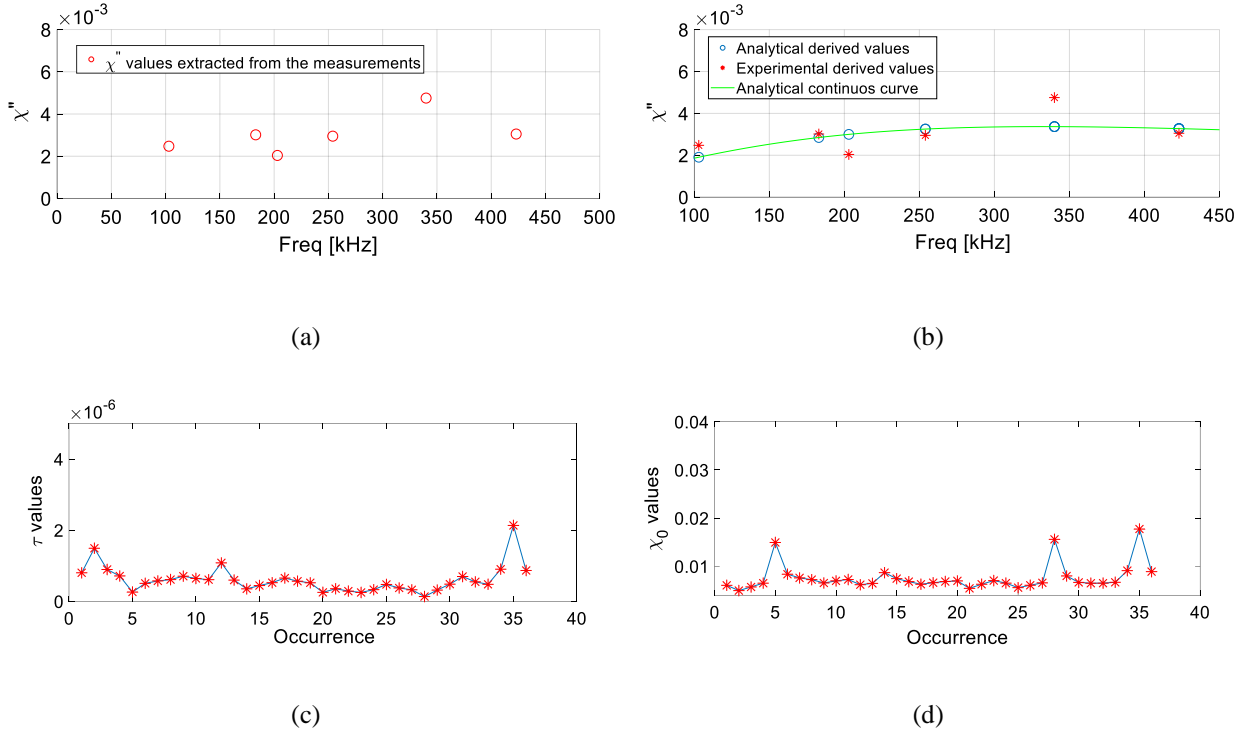 ×10⁻³
8
6
4
2
0
χ"
χ" values extracted from the measurements
0 50 100 150 200 250 300 350 400 450 500
Freq [kHz]
(a)
×10⁻³
8
6
4
2
0
χ"
Analytical derived values
Experimental derived values
Analytical continuos curve
100 150 200 250 300 350 400 450
Freq [kHz]
(b)
×10⁻⁶
4
2
0
τ values
0 5 10 15 20 25 30 35 40
Occurrence
(c)
0.04
0.03
0.02
0.01
χ₀ values
0 5 10 15 20 25 30 35 40
Occurrence
(d)